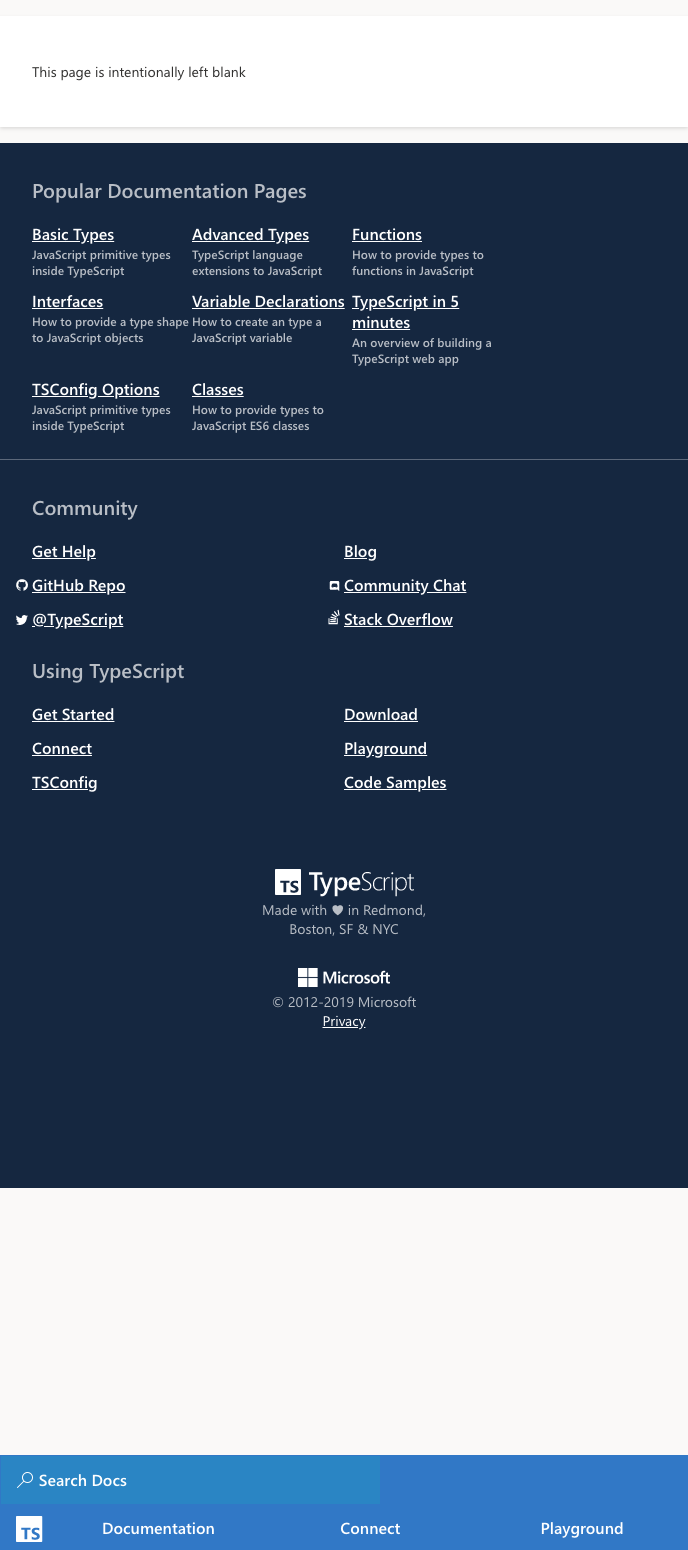 This page is intentionally left blank
Popular Documentation Pages
Basic Types
JavaScript primitive types
inside TypeScript
Advanced Types
TypeScript language
extensions to JavaScript
Functions
How to provide types to
functions in JavaScript
Interfaces
How to provide a type shape
to JavaScript objects
Variable Declarations
How to create an type a
JavaScript variable
TypeScript in 5
minutes
An overview of building a
TypeScript web app
TSConfig Options
JavaScript primitive types
inside TypeScript
Classes
How to provide types to
JavaScript ES6 classes
Community
Get Help
Blog
GitHub Repo
Community Chat
@TypeScript
Stack Overflow
Using TypeScript
Get Started
Download
Connect
Playground
TSConfig
Code Samples
TS TypeScript
Made with ♥ in Redmond,
Boston, SF & NYC
Microsoft
© 2012-2019 Microsoft
Privacy
Search Docs
TS Documentation Connect Playground